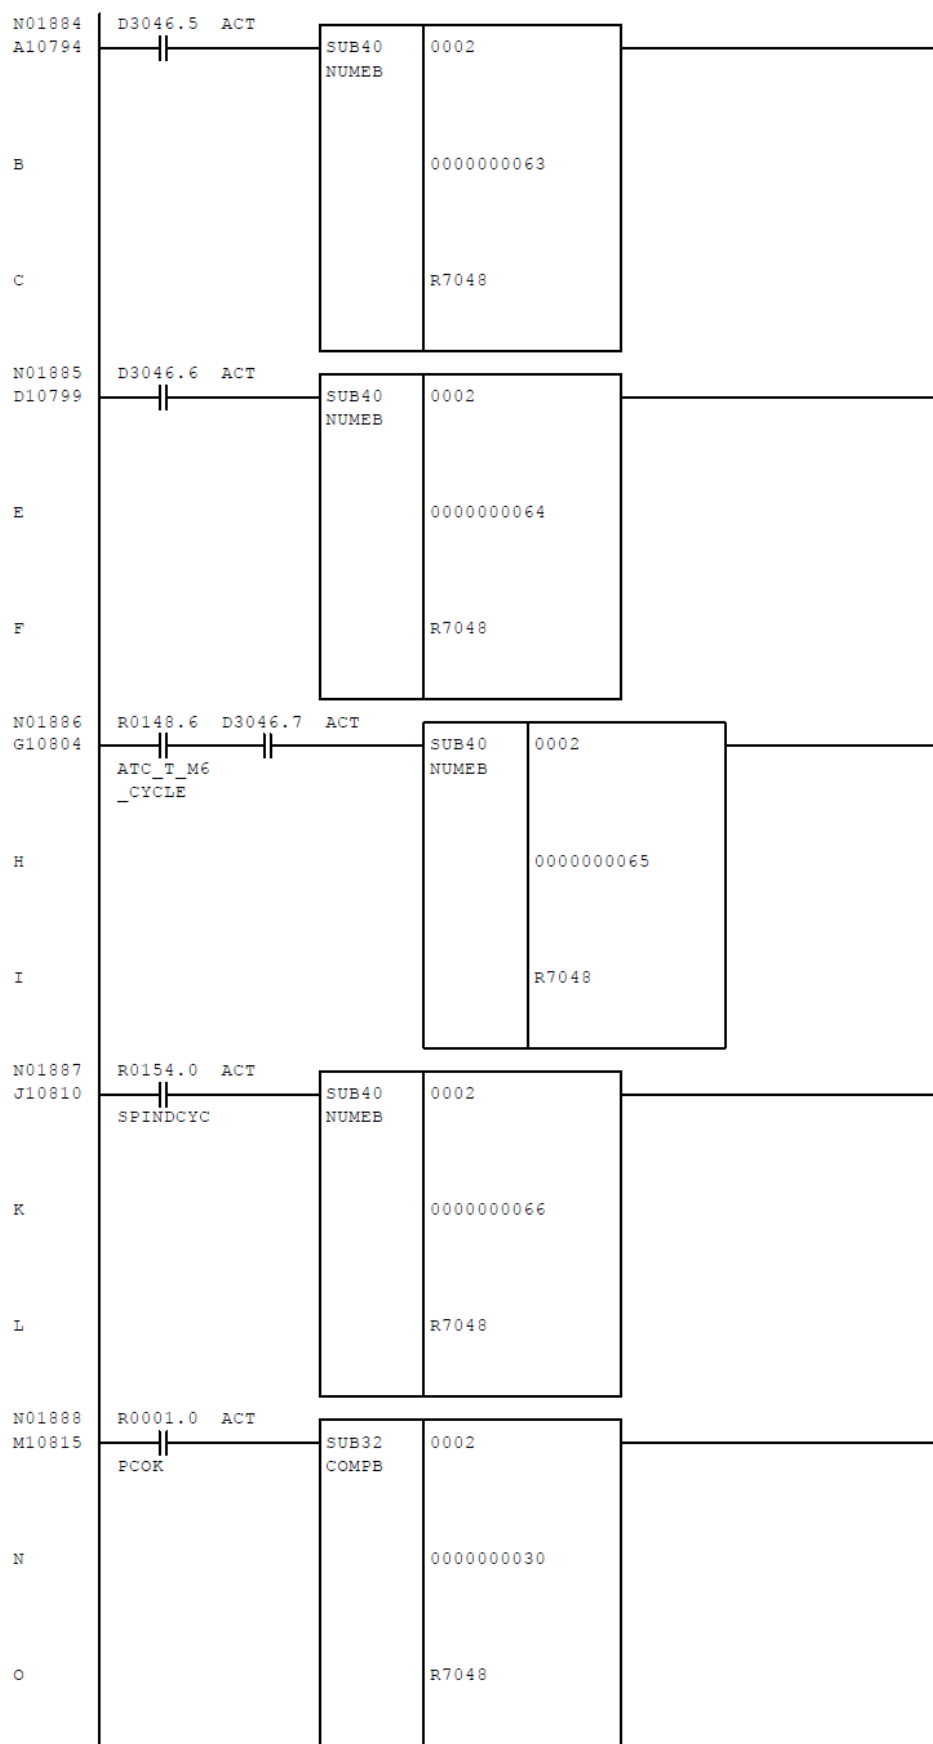 N01884 D3046.5 ACT
A10794 SUB40 0002
NUMEB
B 0000000063
C R7048
N01885 D3046.6 ACT
D10799 SUB40 0002
NUMEB
E 0000000064
F R7048
N01886 R0148.6 D3046.7 ACT
G10804 SUB40 0002
ATC_T_M6 NUMEB
_CYCLE
H 0000000065
I R7048
N01887 R0154.0 ACT
J10810 SUB40 0002
SPINDCYC NUMEB
K 0000000066
L R7048
N01888 R0001.0 ACT
M10815 SUB32 0002
PCOK COMPB
N 0000000030
O R7048